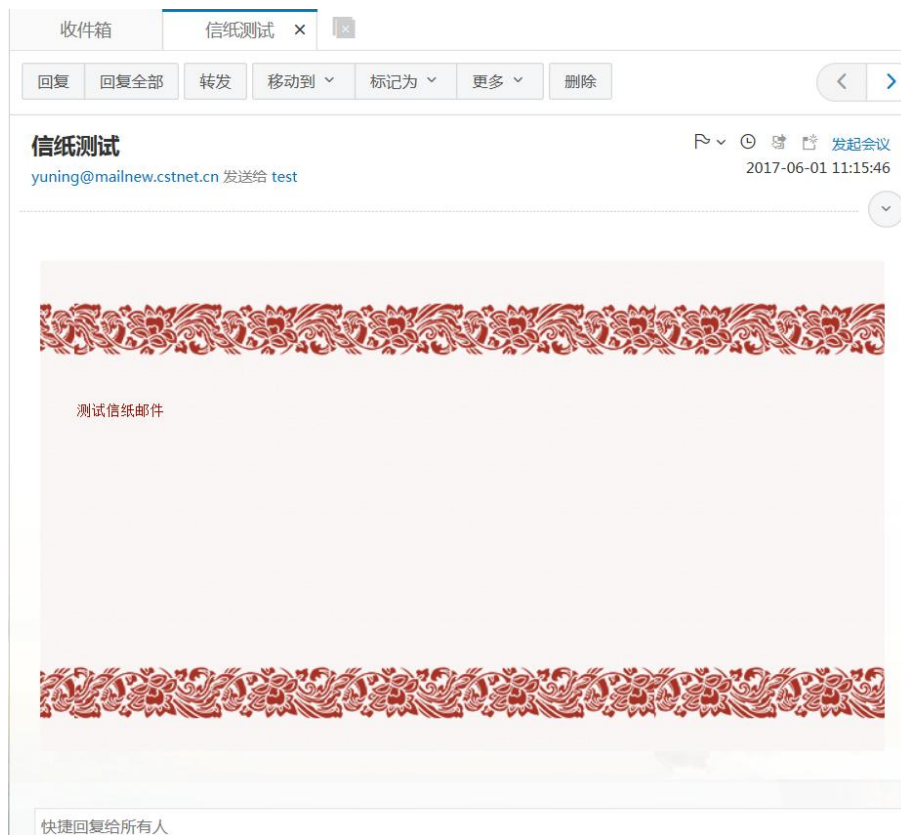 收件箱 信纸测试
回复 回复全部 转发 移动到 标记为 更多 删除
信纸测试
发起会议
yuning@mailnew.cstnet.cn 发送给 test
2017-06-01 11:15:46
测试信纸邮件
快捷回复给所有人